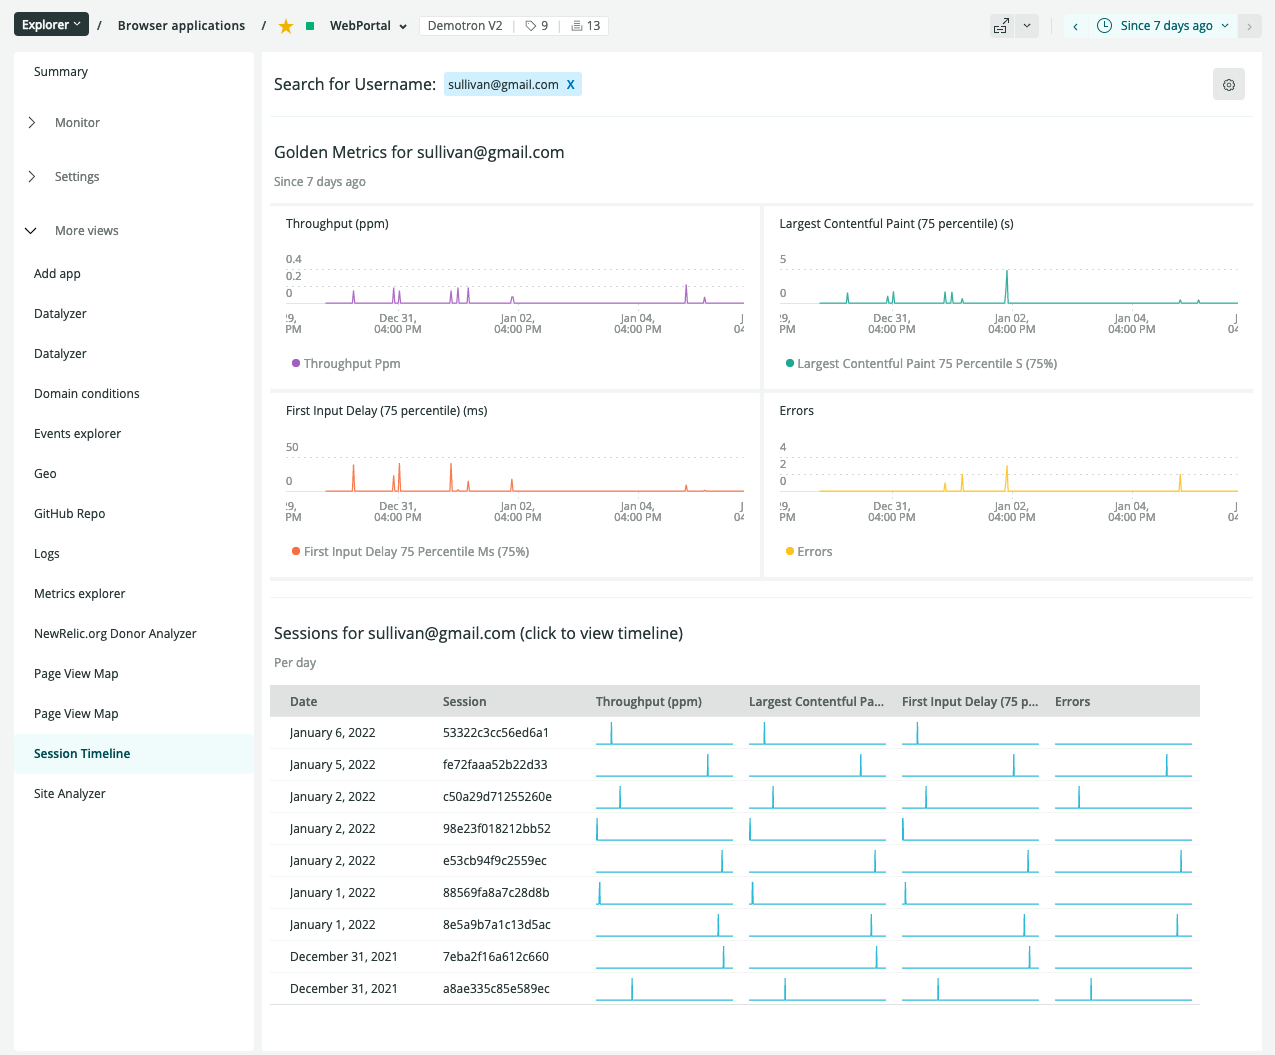 Explorer / Browser applications / WebPortal Demotron V2 9 13 Since 7 days ago
Summary
Monitor
Settings
More views
Add app
Datalyzer
Datalyzer
Domain conditions
Events explorer
Geo
GitHub Repo
Logs
Metrics explorer
NewRelic.org Donor Analyzer
Page View Map
Page View Map
Session Timeline
Site Analyzer
Search for Username: sullivan@gmail.com X
Golden Metrics for sullivan@gmail.com
Since 7 days ago
Throughput (ppm)
0.4
0.2
0
29, Dec 31, Jan 02, Jan 04, J
PM 04:00 PM 04:00 PM 04:00 PM 04
Throughput Ppm
Largest Contentful Paint (75 percentile) (s)
5
0
29, Dec 31, Jan 02, Jan 04, J
PM 04:00 PM 04:00 PM 04:00 PM 04
Largest Contentful Paint 75 Percentile S (75%)
First Input Delay (75 percentile) (ms)
50
0
29, Dec 31, Jan 02, Jan 04, J
PM 04:00 PM 04:00 PM 04:00 PM 04
First Input Delay 75 Percentile Ms (75%)
Errors
4
2
0
29, Dec 31, Jan 02, Jan 04, J
PM 04:00 PM 04:00 PM 04:00 PM 04
Errors
Sessions for sullivan@gmail.com (click to view timeline)
Per day
Date Session Throughput (ppm) Largest Contentful Pa... First Input Delay (75 p... Errors
January 6, 2022 53322c3cc56ed6a1
January 5, 2022 fe72faaa52b22d33
January 2, 2022 c50a29d71255260e
January 2, 2022 98e23f018212bb52
January 2, 2022 e53cb94f9c2559ec
January 1, 2022 88569fa8a7c28d8b
January 1, 2022 8e5a9b7a1c13d5ac
December 31, 2021 7eba2f16a612c660
December 31, 2021 a8ae335c85e589ec